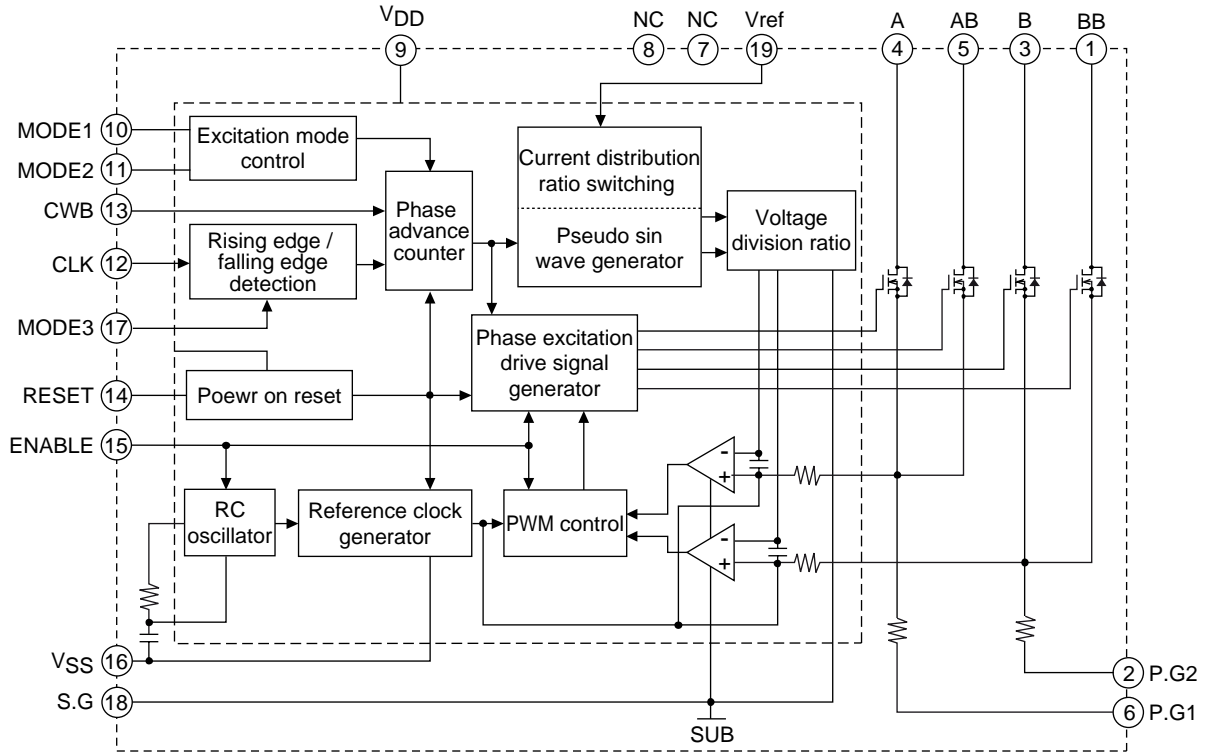 VDD
NC
NC
Vref
A
AB
B
BB
9
8
7
19
4
5
3
1
MODE1
10
MODE2
11
CWB
13
CLK
12
MODE3
17
RESET
14
ENABLE
15
VSS
16
S.G
18
Excitation mode
control
Phase
advance
counter
Rising edge /
falling edge
detection
Current distribution
ratio switching
Pseudo sin
wave generator
Voltage
division ratio
Poewr on reset
Phase excitation
drive signal
generator
RC
oscillator
Reference clock
generator
PWM control
-
+
-
+
SUB
2
P.G2
6
P.G1